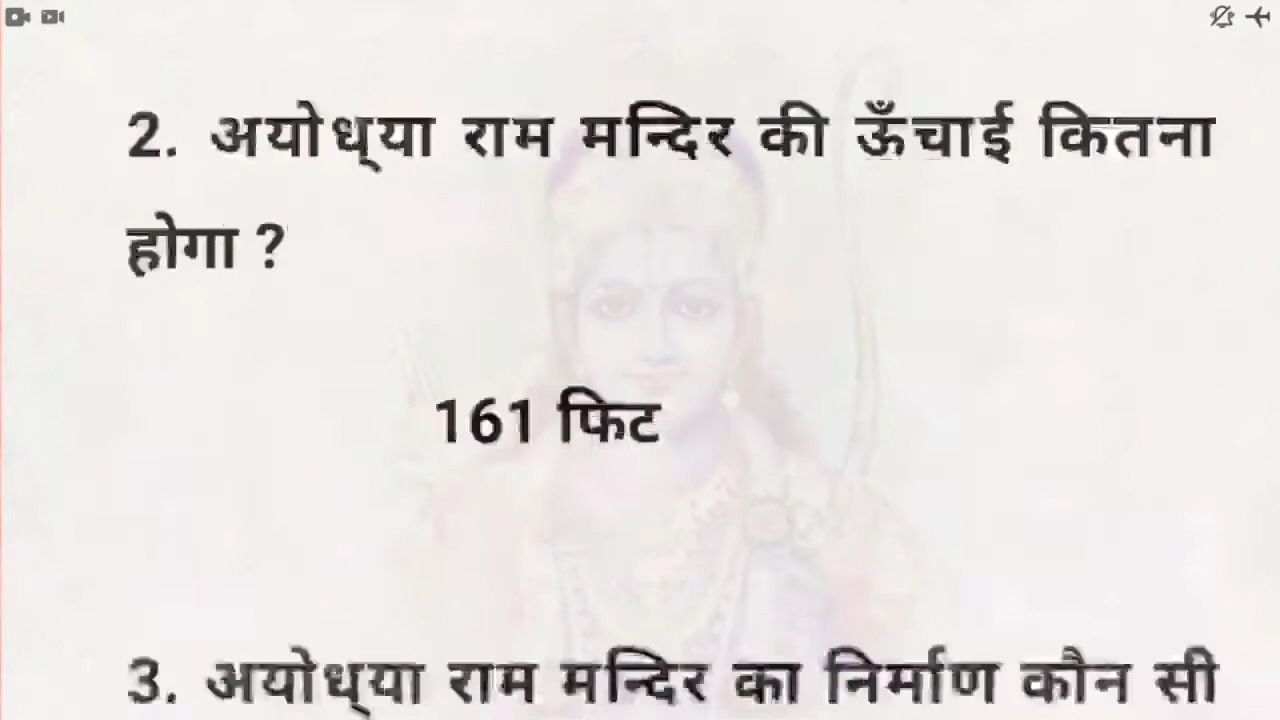 2. अयोध्या राम मन्दिर की ऊँचाई कितना
होगा ?
161 फिट
3. अयोध्या राम मन्दिर का निर्माण कौन सी